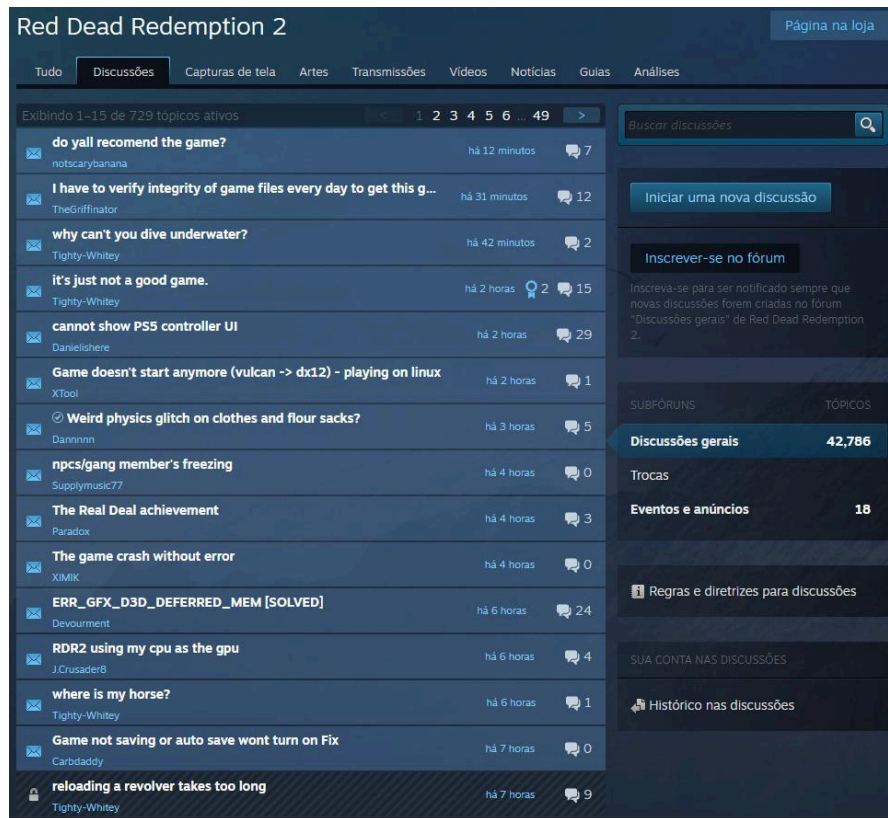 Red Dead Redemption 2
Página na loja
Tudo Discussões Capturas de tela Artes Transmissões Vídeos Notícias Guias Análises
Exibindo 1–15 de 729 tópicos ativos < 1 2 3 4 5 6 ... 49 >
do yall recomend the game?
notscarybanana
há 12 minutos 7
I have to verify integrity of game files every day to get this g...
TheGriffinator
há 31 minutos 12
why can't you dive underwater?
Tighty-Whitey
há 42 minutos 2
it's just not a good game.
Tighty-Whitey
há 2 horas 2 15
cannot show PS5 controller UI
Danielishere
há 2 horas 29
Game doesn't start anymore (vulcan -> dx12) - playing on linux
XTool
há 2 horas 1
Weird physics glitch on clothes and flour sacks?
Dannnnn
há 3 horas 5
npcs/gang member's freezing
Supplymusic77
há 4 horas 0
The Real Deal achievement
Paradox
há 4 horas 3
The game crash without error
XIMIK
há 4 horas 0
ERR_GFX_D3D_DEFERRED_MEM [SOLVED]
Devourment
há 6 horas 24
RDR2 using my cpu as the gpu
J.Crusader8
há 6 horas 4
where is my horse?
Tighty-Whitey
há 6 horas 1
Game not saving or auto save wont turn on Fix
Carbdaddy
há 7 horas 0
reloading a revolver takes too long
Tighty-Whitey
há 7 horas 9
Buscar discussões
Iniciar uma nova discussão
Inscrever-se no fórum
Inscreva-se para ser notificado sempre que
novas discussões forem criadas no fórum
"Discussões gerais" de Red Dead Redemption
2.
SUBFÓRUNS TÓPICOS
Discussões gerais 42,786
Trocas
Eventos e anúncios 18
Regras e diretrizes para discussões
SUA CONTA NAS DISCUSSÕES
Histórico nas discussões